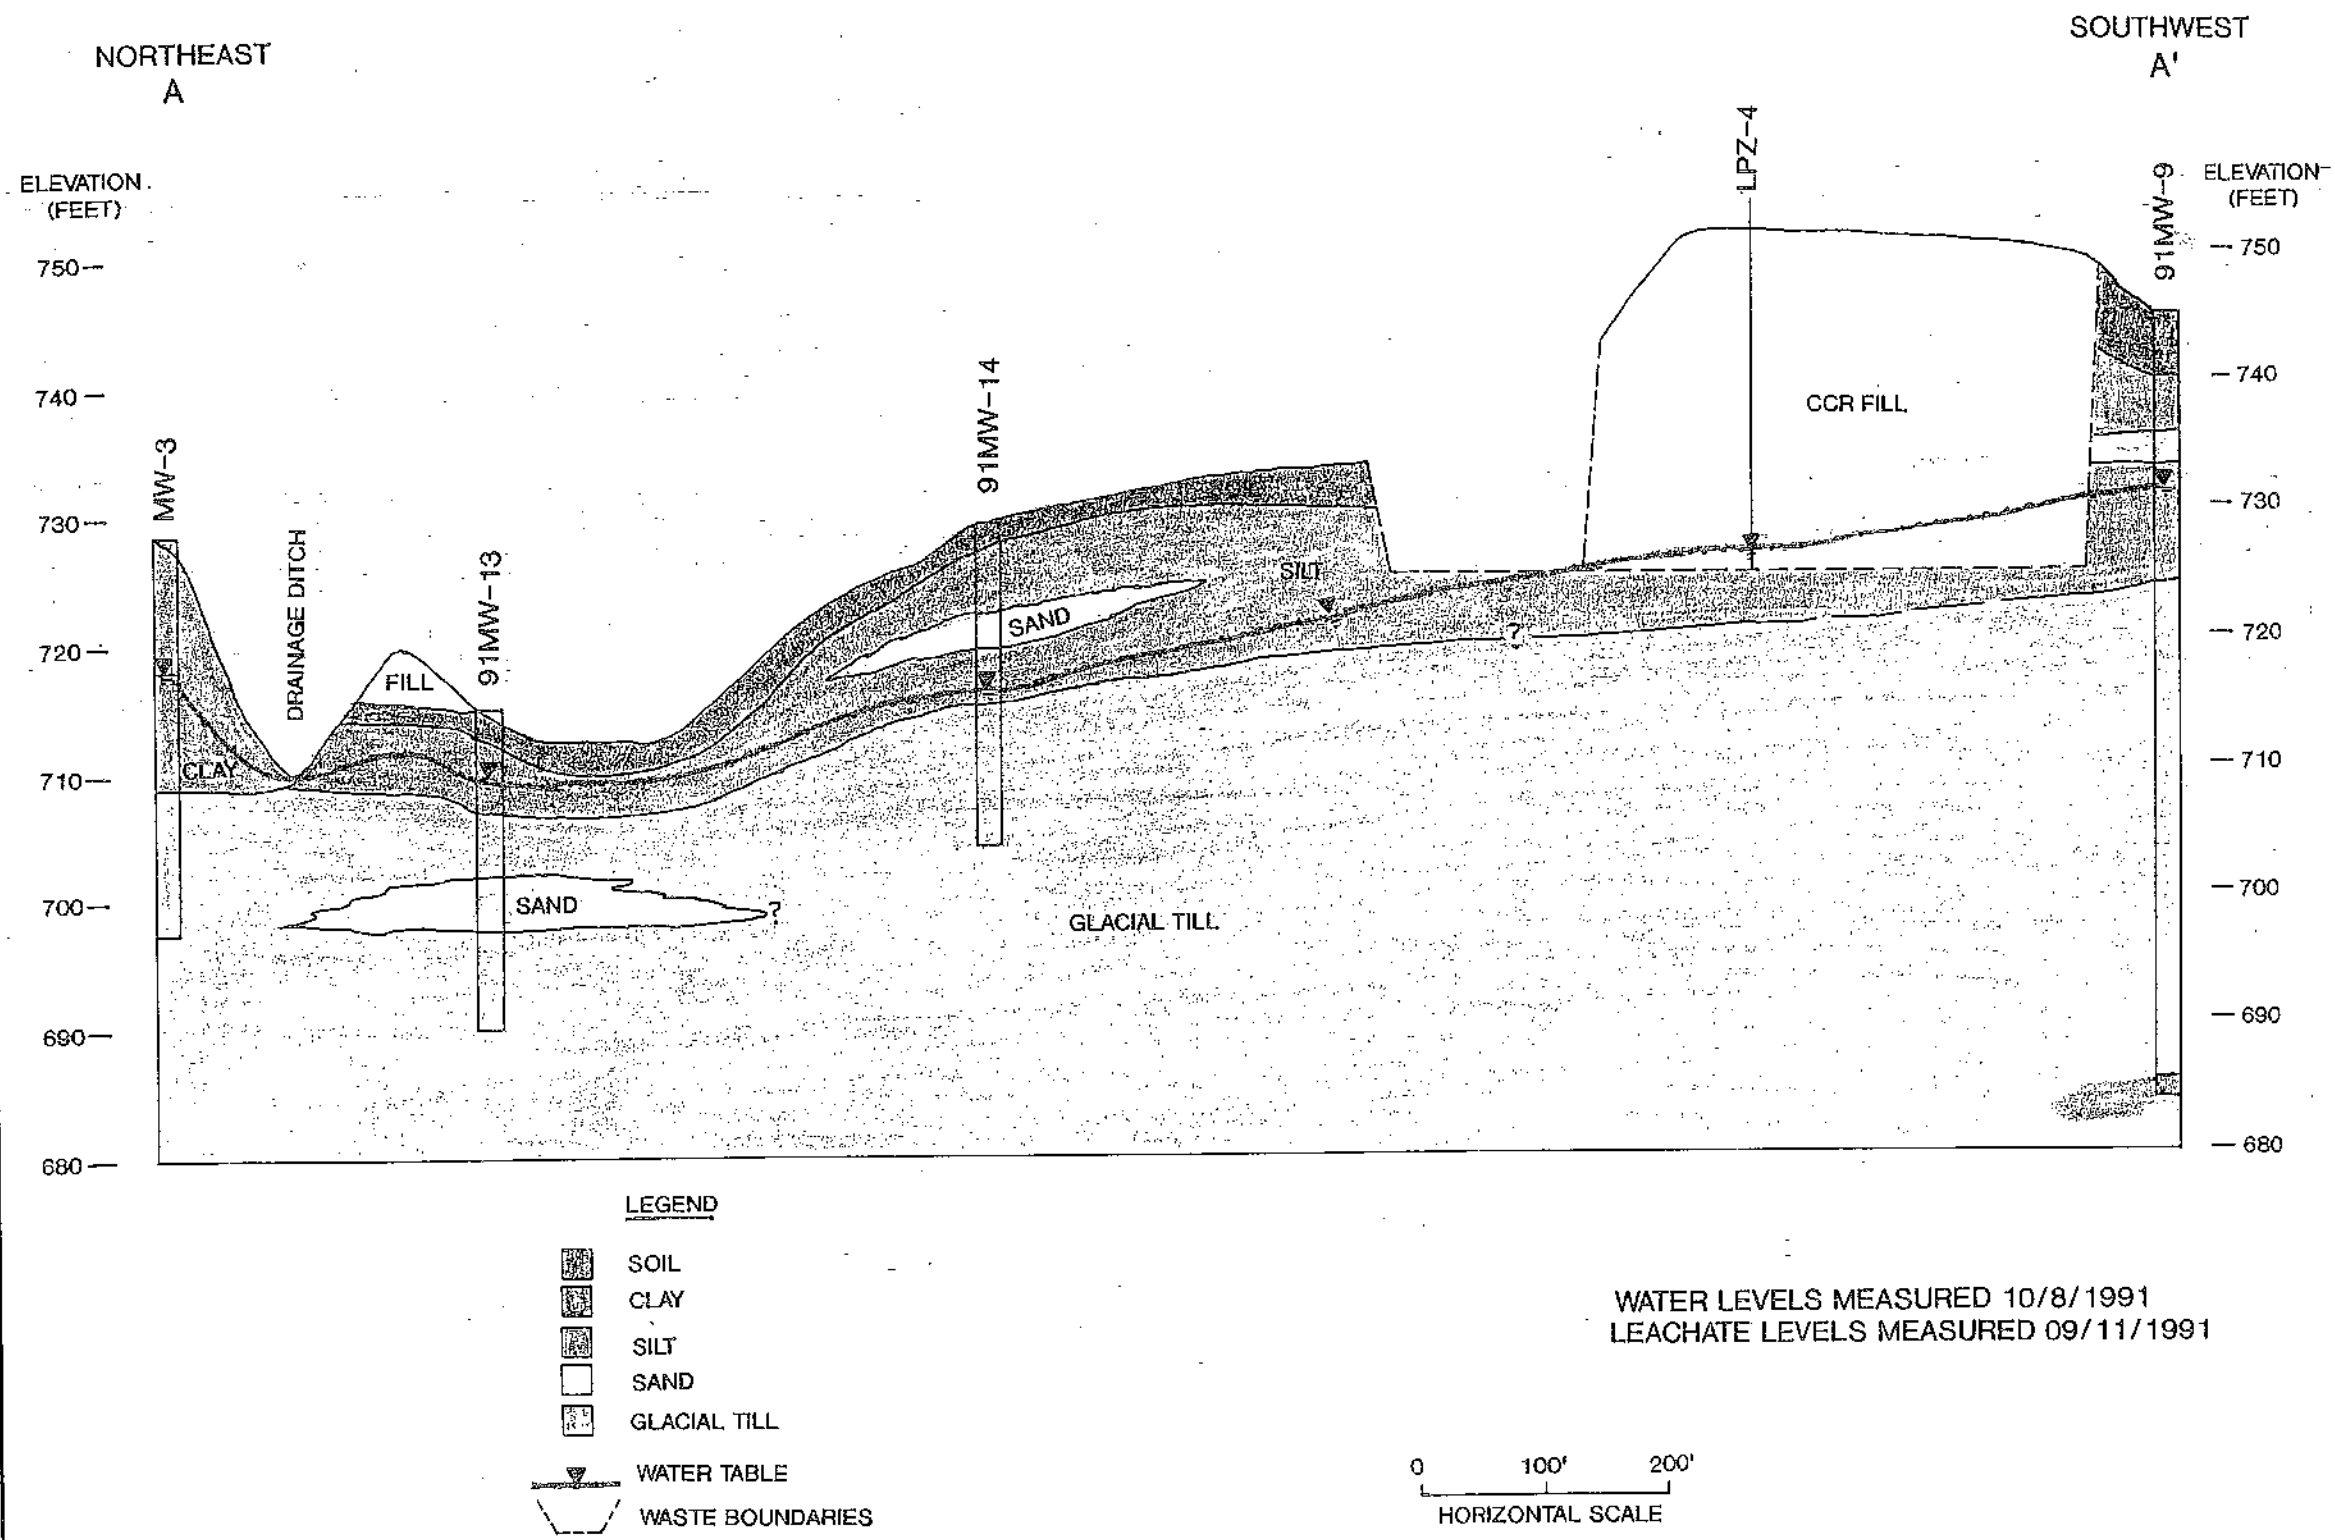 NORTHEAST
A
SOUTHWEST
A'
ELEVATION
(FEET)
ELEVATION
(FEET)
750
740
730
720
710
700
690
680
750
740
730
720
710
700
690
680
MW-3
DRAINAGE DITCH
91MW-13
91MW-14
LPZ-4
91MW-9
CCR FILL
SILT
SAND
?
FILL
CLAY
SAND
?
GLACIAL TILL
LEGEND
SOIL
CLAY
SILT
SAND
GLACIAL TILL
WATER TABLE
WASTE BOUNDARIES
WATER LEVELS MEASURED 10/8/1991
LEACHATE LEVELS MEASURED 09/11/1991
0 100' 200'
HORIZONTAL SCALE